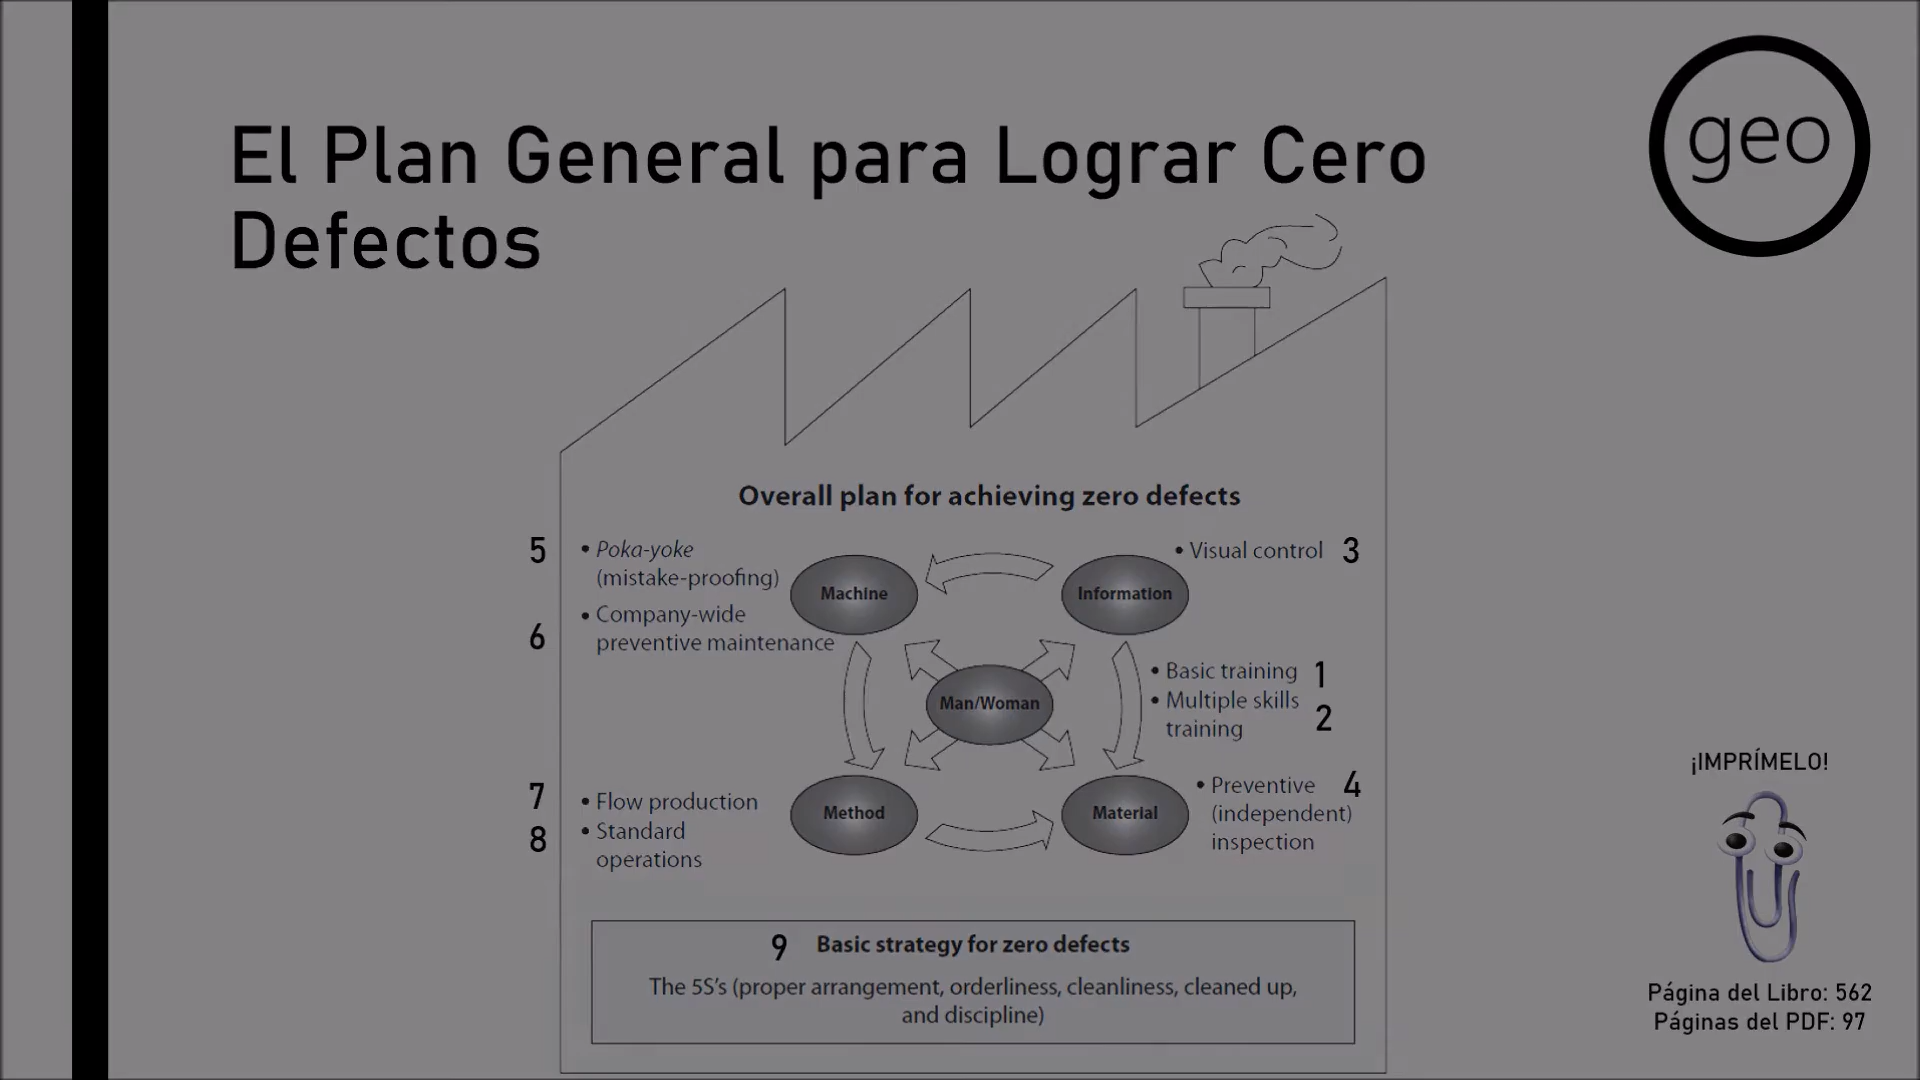 El Plan General para Lograr Cero
Defectos
geo
Overall plan for achieving zero defects
5
• Poka-yoke
(mistake-proofing)
6
• Company-wide
preventive maintenance
Machine
Information
• Visual control 3
Man/Woman
• Basic training 1
• Multiple skills
training 2
7
• Flow production
8
• Standard
operations
Method
Material
• Preventive 4
(independent)
inspection
9 Basic strategy for zero defects
The 5S's (proper arrangement, orderliness, cleanliness, cleaned up,
and discipline)
¡IMPRÍMELO!
Página del Libro: 562
Páginas del PDF: 97